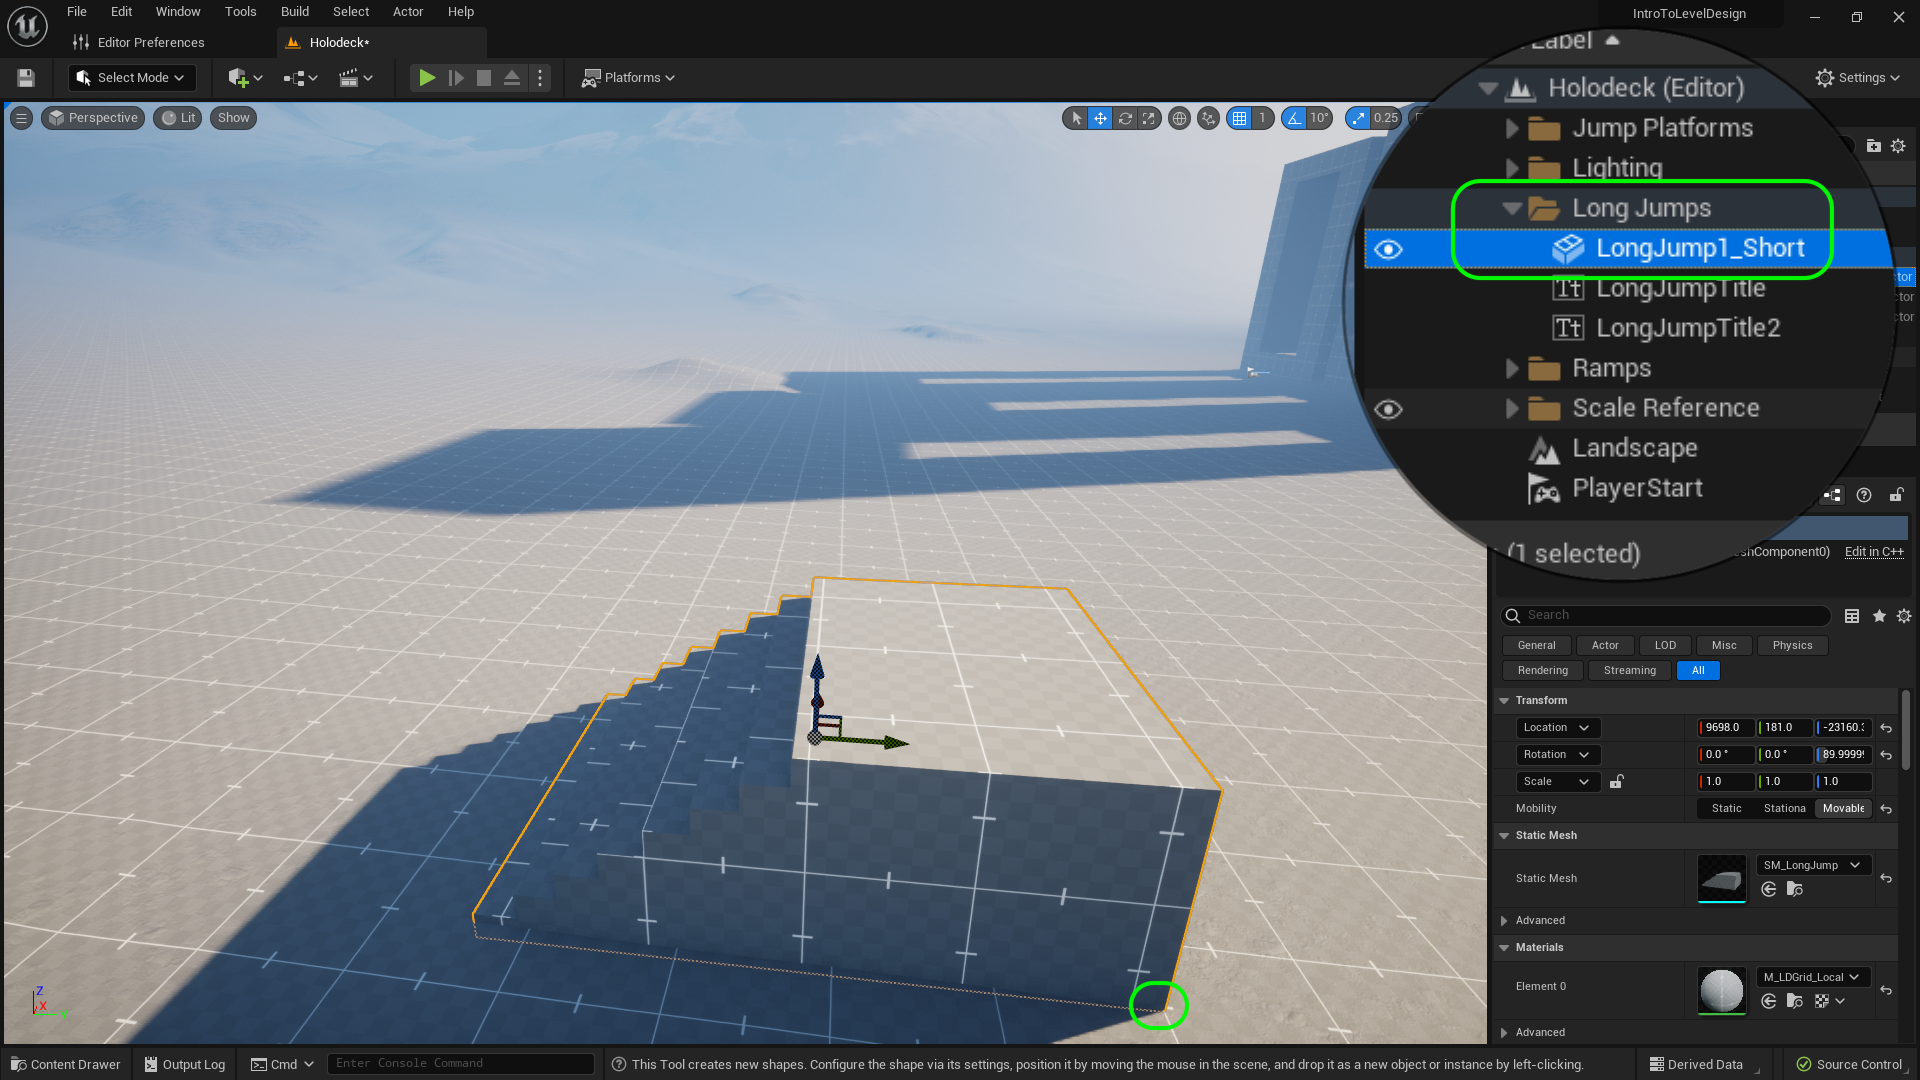 File Edit Window Tools Build Select Actor Help
IntroToLevelDesign
Editor Preferences
Holodeck*
Label
Select Mode
Platforms
Settings
Perspective
Lit
Show
1
10°
0.25
Holodeck (Editor)
Jump Platforms
Lighting
Long Jumps
LongJump1_Short
LongJumpTitle
LongJumpTitle2
Ramps
Scale Reference
Landscape
PlayerStart
(1 selected)
Edit in C++
Search
General Actor LOD Misc Physics
Rendering Streaming All
Transform
Location 9698.0 181.0
Rotation 0.0° 0.0° 89.9999
Scale 1.0 1.0 1.0
Mobility Static Stationa Movable
Static Mesh
Static Mesh SM_LongJump
Advanced
Materials
Element 0 M_LDGrid_Local
Advanced
Z
X
Y
Content Drawer Output Log Cmd Enter Console Command This Tool creates new shapes. Configure the shape via its settings, position it by moving the mouse in the scene, and drop it as a new object or instance by left-clicking. Derived Data Source Control